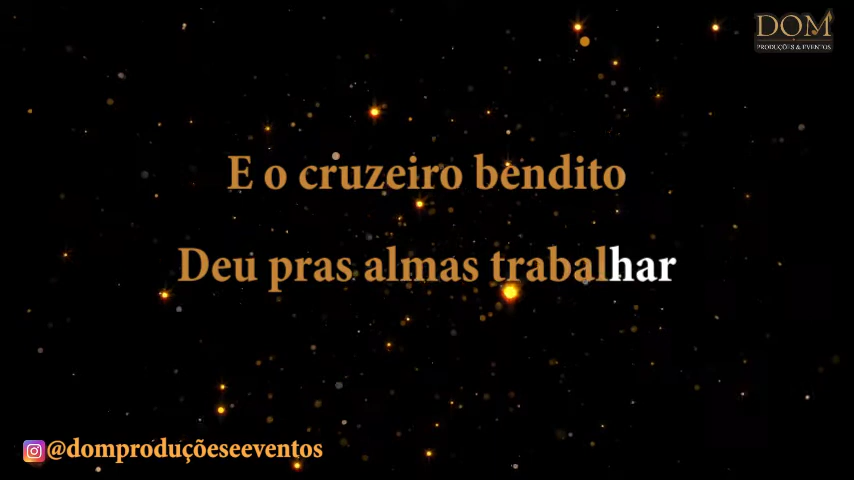 DOM
PRODUÇÕES & EVENTOS
E o cruzeiro bendito
Deu pras almas trabalhar
@domproduçõeseeventos